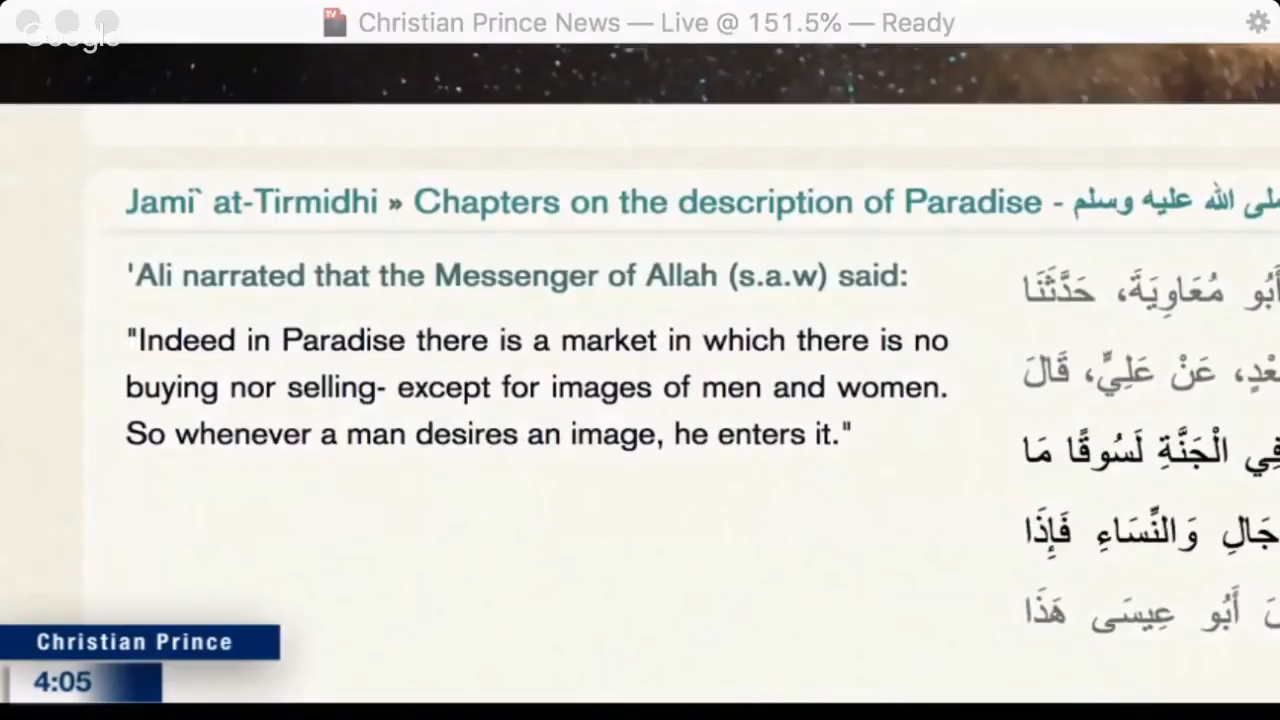 Christian Prince News — Live @ 151.5% — Ready
Google
Jami` at-Tirmidhi » Chapters on the description of Paradise - صلى الله عليه وسلم
'Ali narrated that the Messenger of Allah (s.a.w) said:
"Indeed in Paradise there is a market in which there is no
buying nor selling- except for images of men and women.
So whenever a man desires an image, he enters it."
أَبُو مُعَاوِيَةَ، حَدَّثَنَا
عَنْ عَلِيٍّ، قَالَ
فِي الْجَنَّةِ لَسُوقًا مَا
وَالنِّسَاءِ فَإِذَا
أَبُو عِيسَى هَذَا
Christian Prince
4:05